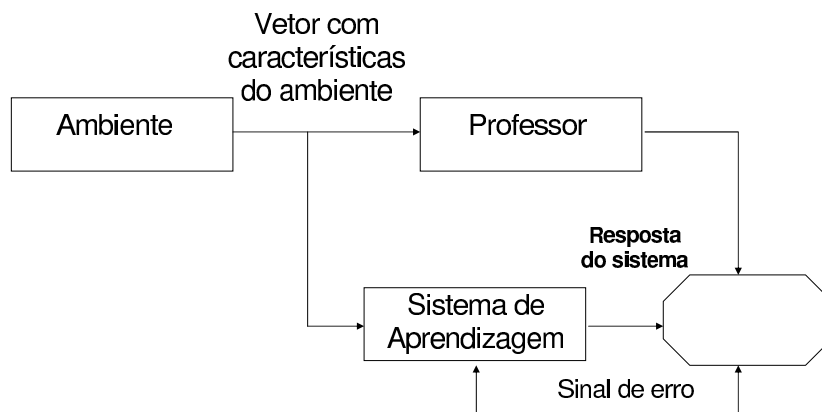 Vetor com
características
do ambiente
Ambiente
Professor
Resposta
do sistema
Sistema de
Aprendizagem
Sinal de erro